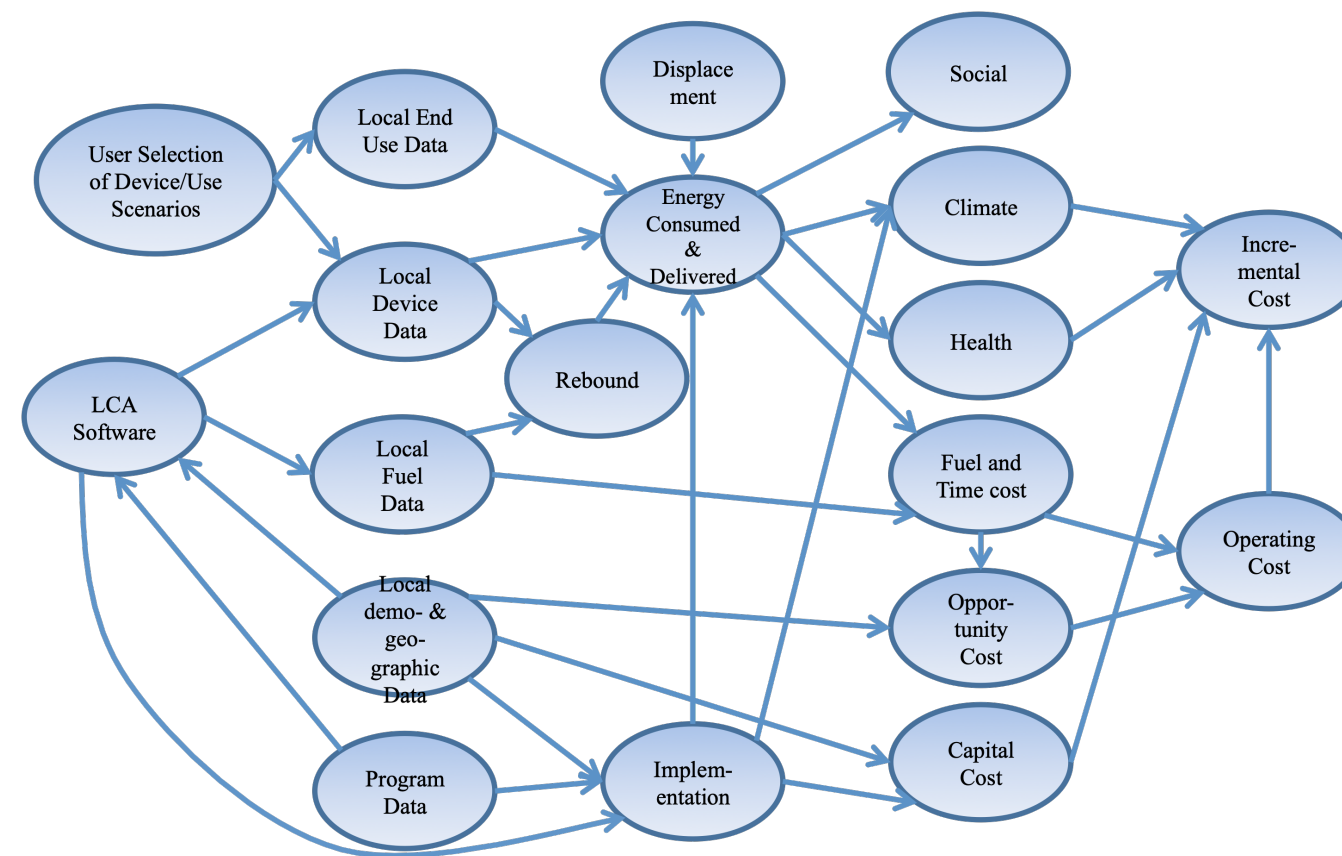 User Selection
of Device/Use
Scenarios
Local End
Use Data
Displace
ment
Social
Local
Device
Data
Energy
Consumed
&
Delivered
Climate
Incre-
mental
Cost
LCA
Software
Rebound
Health
Local
Fuel
Data
Fuel and
Time cost
Operating
Cost
Local
demo- &
geo-
graphic
Data
Oppor-
tunity
Cost
Program
Data
Implem-
entation
Capital
Cost